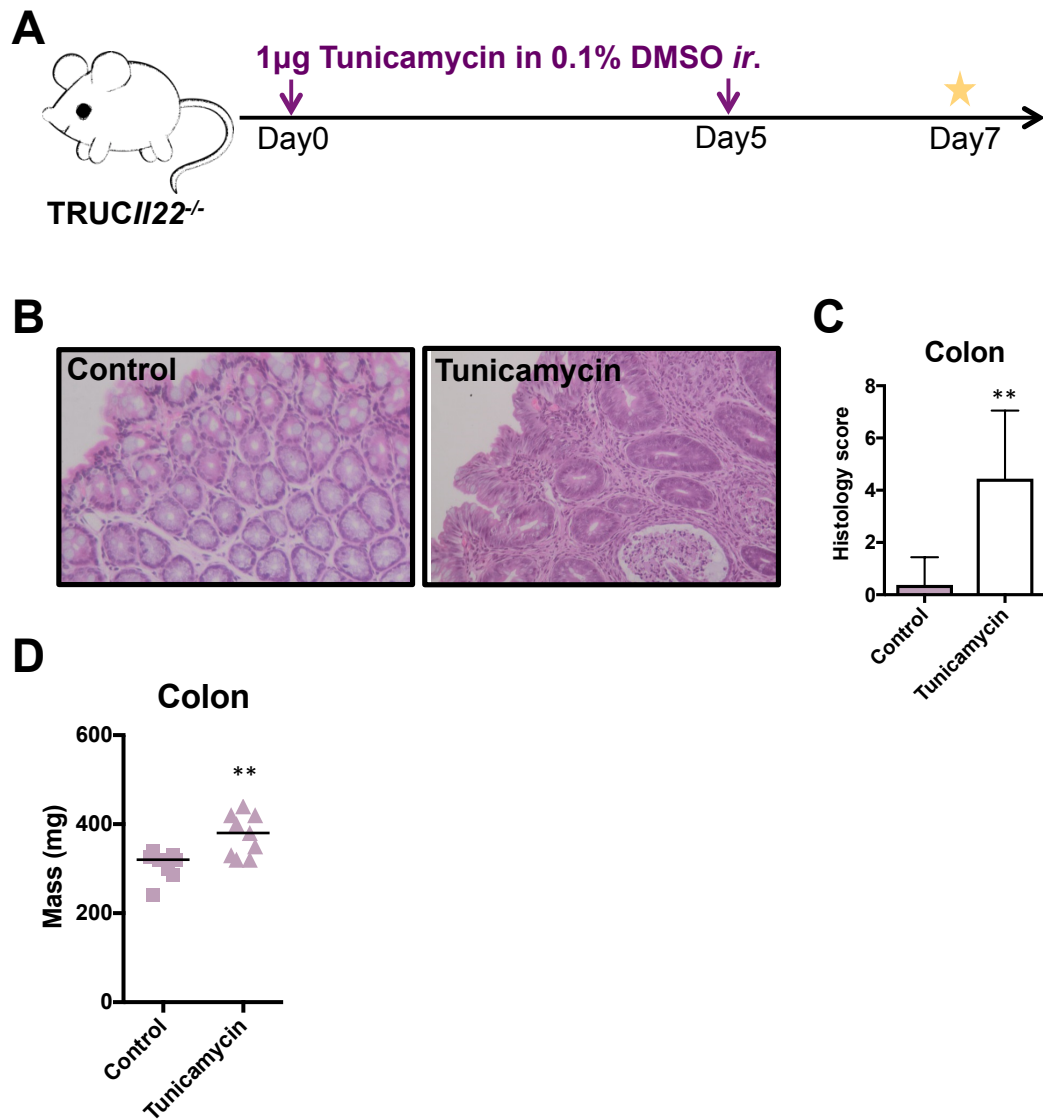 A
1µg Tunicamycin in 0.1% DMSO ir.
Day0
Day5
Day7
TRUCIl22-/-
B
Control
Tunicamycin
C
Colon
**
Histology score
8
6
4
2
0
Control
Tunicamycin
D
Colon
**
Mass (mg)
600
400
200
0
Control
Tunicamycin